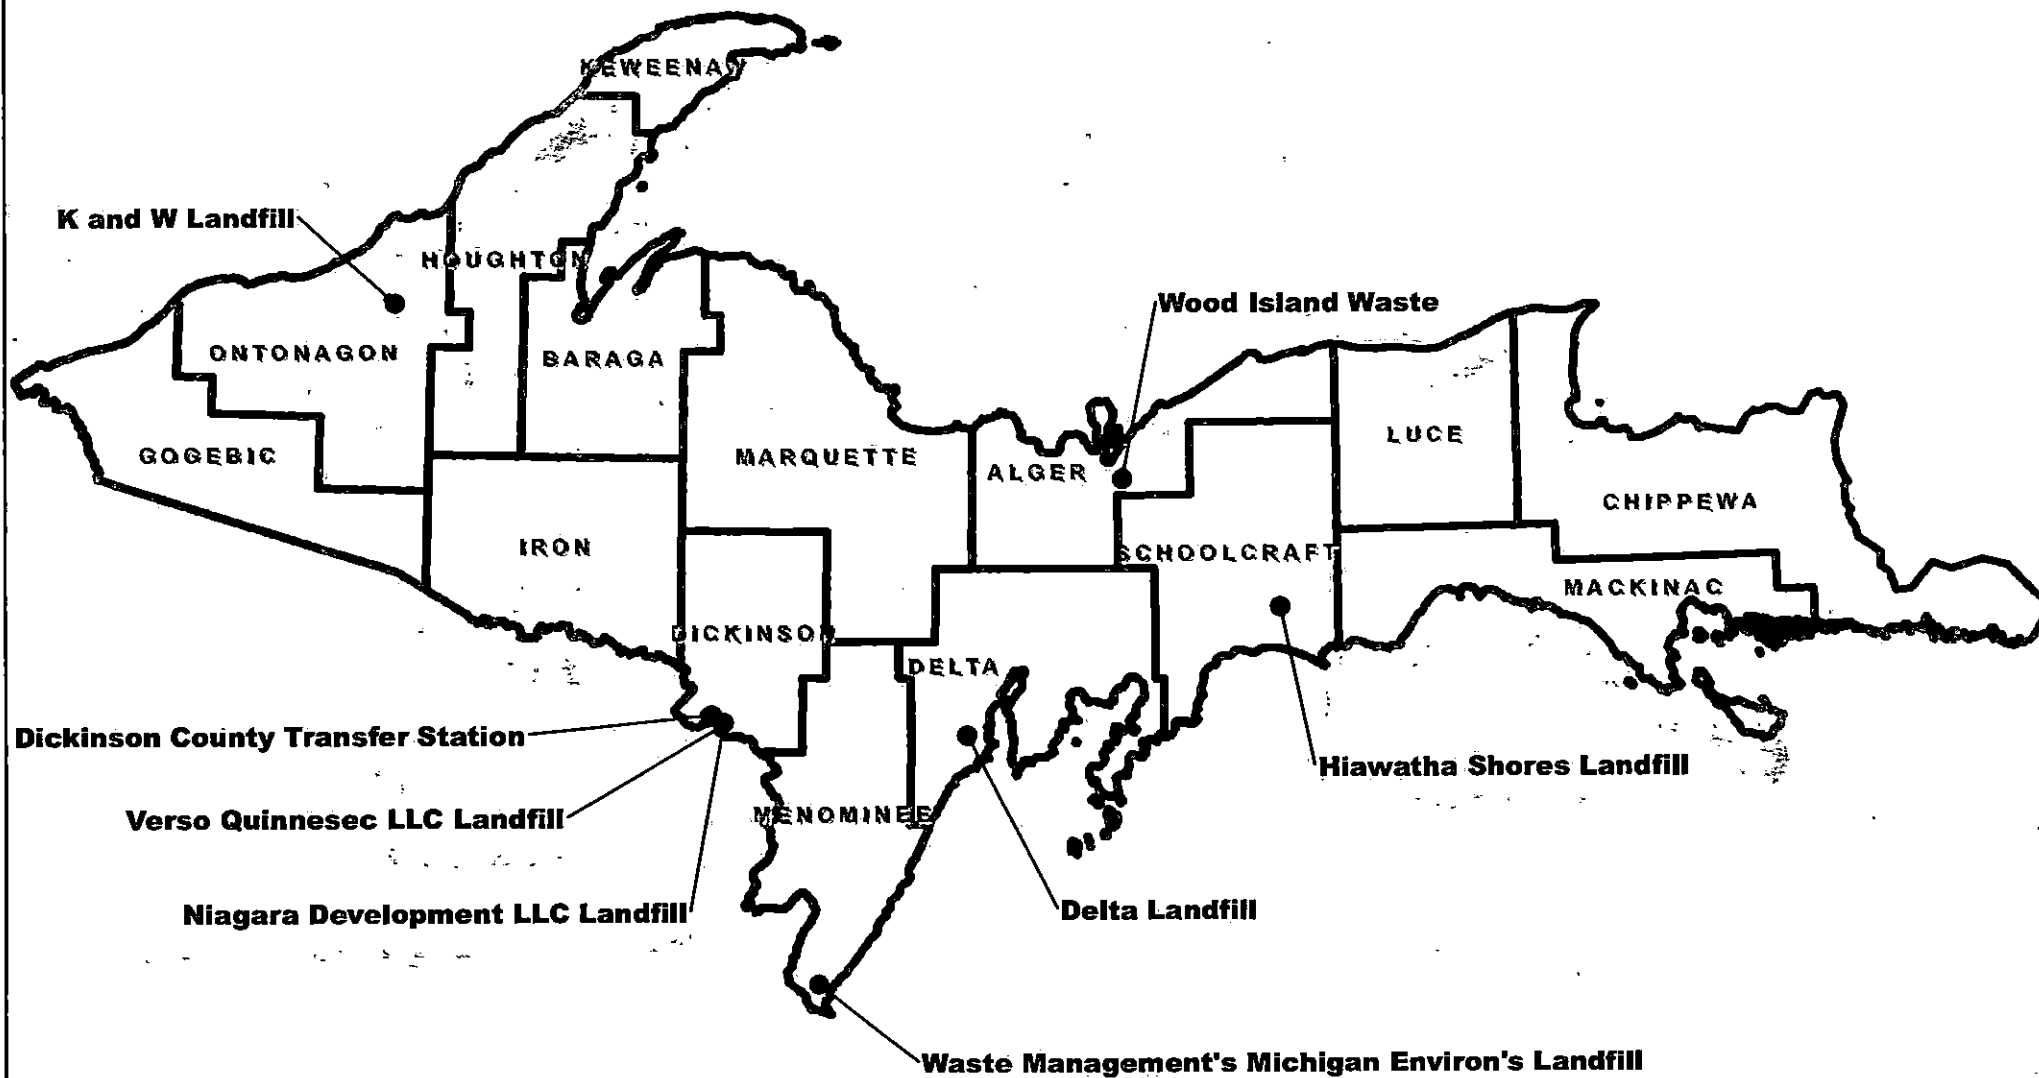 KEWEENAW
K and W Landfill
HOUGHTON
Wood Island Waste
ONTONAGON
BARAGA
LUCE
GOGEBIC
MARQUETTE
ALGER
CHIPPEWA
IRON
SCHOOLCRAFT
MACKINAC
DICKINSON
DELTA
Dickinson County Transfer Station
Hiawatha Shores Landfill
Verso Quinnesec LLC Landfill
MENOMINEE
Niagara Development LLC Landfill
Delta Landfill
Waste Management's Michigan Environ's Landfill